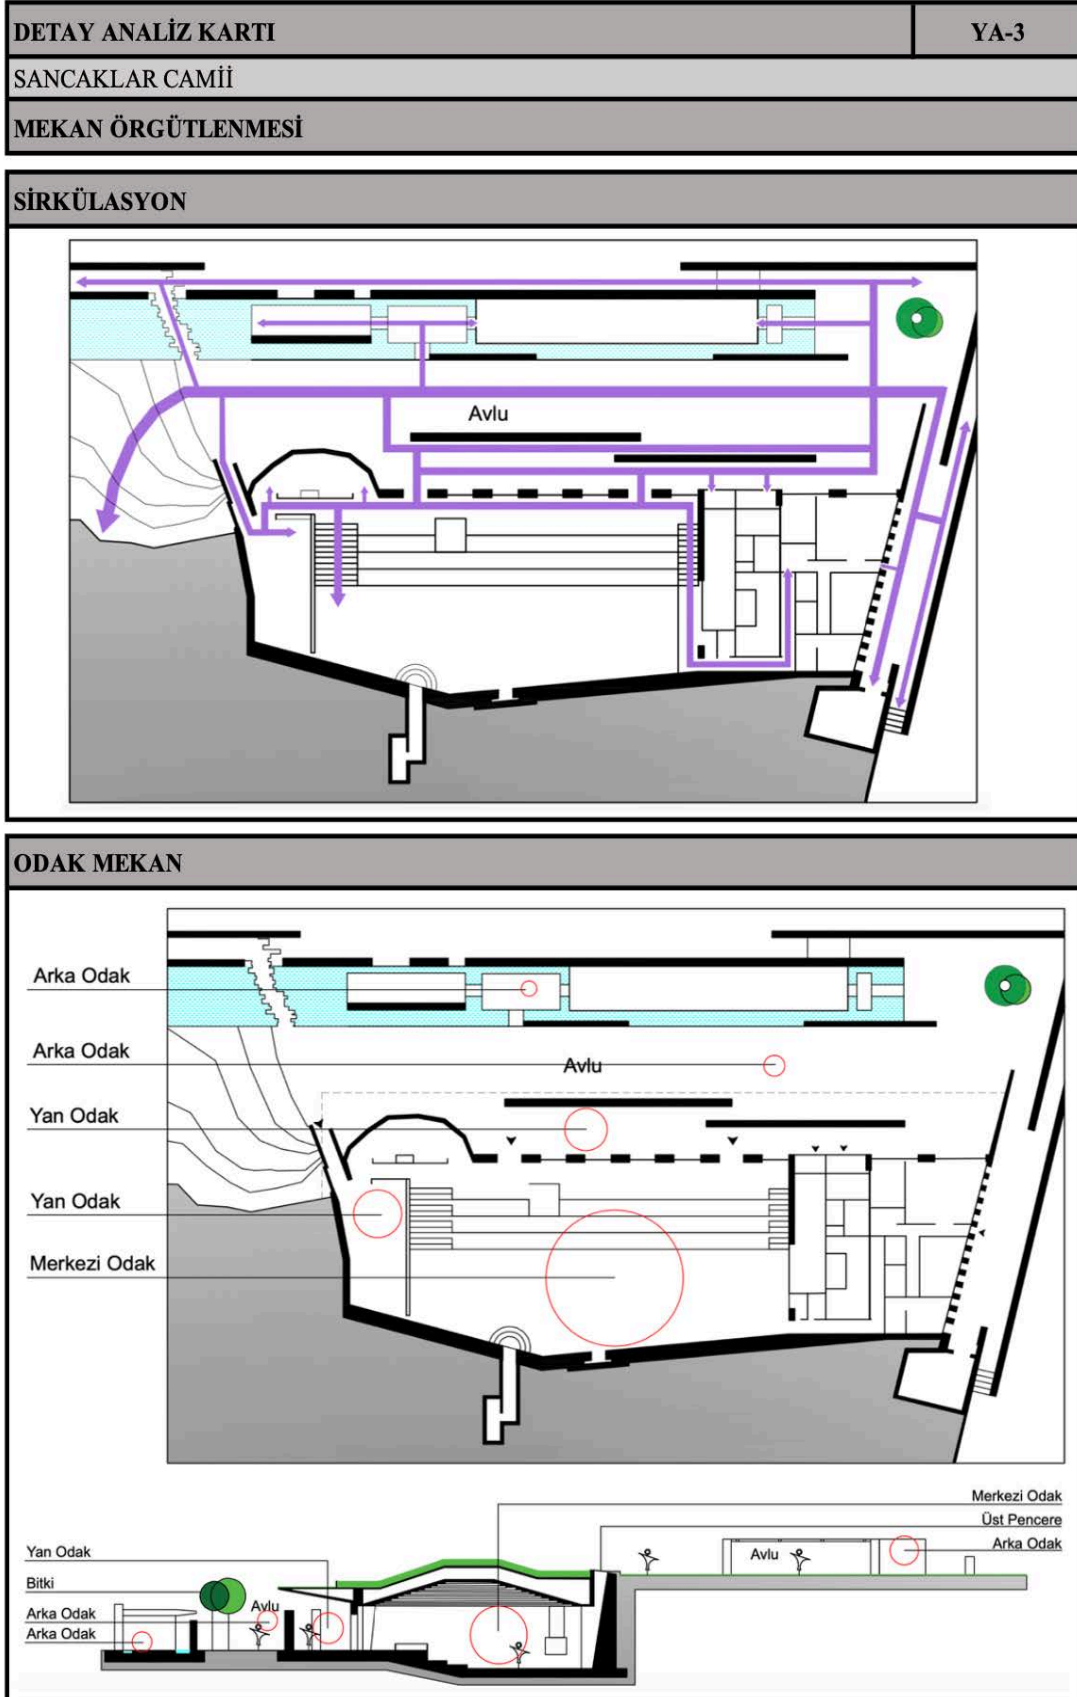 DETAY ANALİZ KARTI
YA-3
SANCAKLAR CAMİİ
MEKAN ÖRGÜTLENMESİ
SİRKÜLASYON
Avlu
ODAK MEKAN
Arka Odak
Arka Odak
Avlu
Yan Odak
Yan Odak
Merkezi Odak
Merkezi Odak
Üst Pencere
Arka Odak
Avlu
Yan Odak
Bitki
Arka Odak
Avlu
Arka Odak